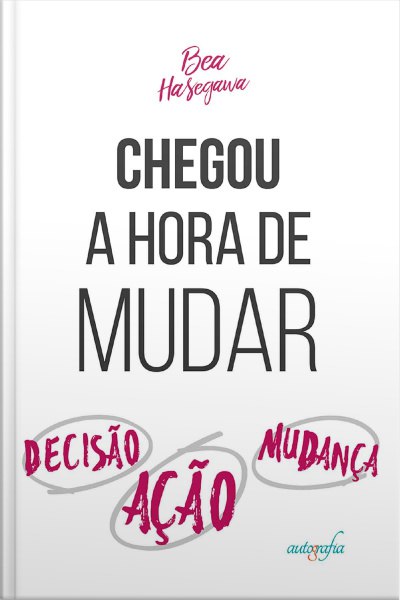 Bea
Hasegawa
CHEGOU
A HORA DE
MUDAR
DECISÃO
MUDANÇA
AÇÃO
autografia